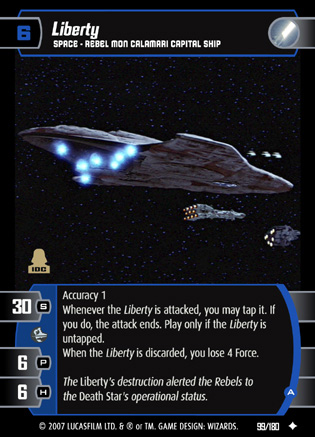 6
Liberty
SPACE - REBEL MON CALAMARI CAPITAL SHIP
IDC
30 S
Accuracy 1
Whenever the Liberty is attacked, you may tap it. If
you do, the attack ends. Play only if the Liberty is
untapped.
6 P
When the Liberty is discarded, you lose 4 Force.
6 H
The Liberty's destruction alerted the Rebels to
the Death Star's operational status.
A
© 2007 LUCASFILM LTD. & ® or TM. GAME DESIGN: WIZARDS.
99/180